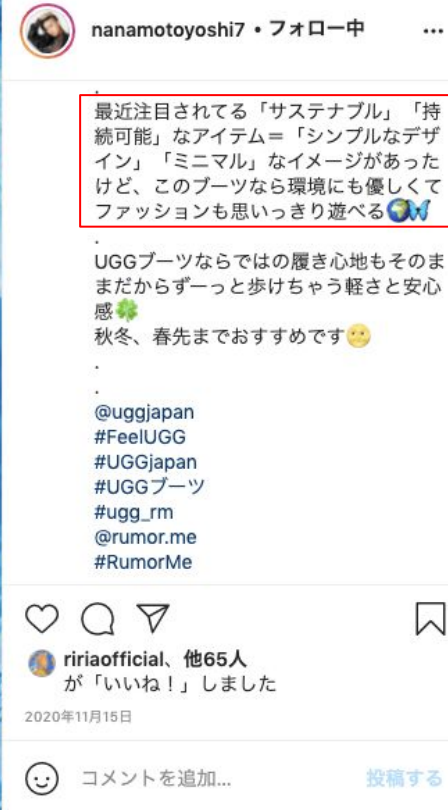 nanamotoyoshi7 • フォロー中
.
最近注目されてる「サステナブル」「持
続可能」なアイテム＝「シンプルなデザ
イン」「ミニマル」なイメージがあった
けど、このブーツなら環境にも優しくて
ファッションも思いっきり遊べる🌍🦋
.
UGGブーツならではの履き心地もそのま
まだからずーっと歩けちゃう軽さと安心
感🍀
秋冬、春先までおすすめです🌝
.
.
@uggjapan
#FeelUGG
#UGGjapan
#UGGブーツ
#ugg_rm
@rumor.me
#RumorMe
ririaofficial、他65人
が「いいね！」しました
2020年11月15日
コメントを追加... 投稿する